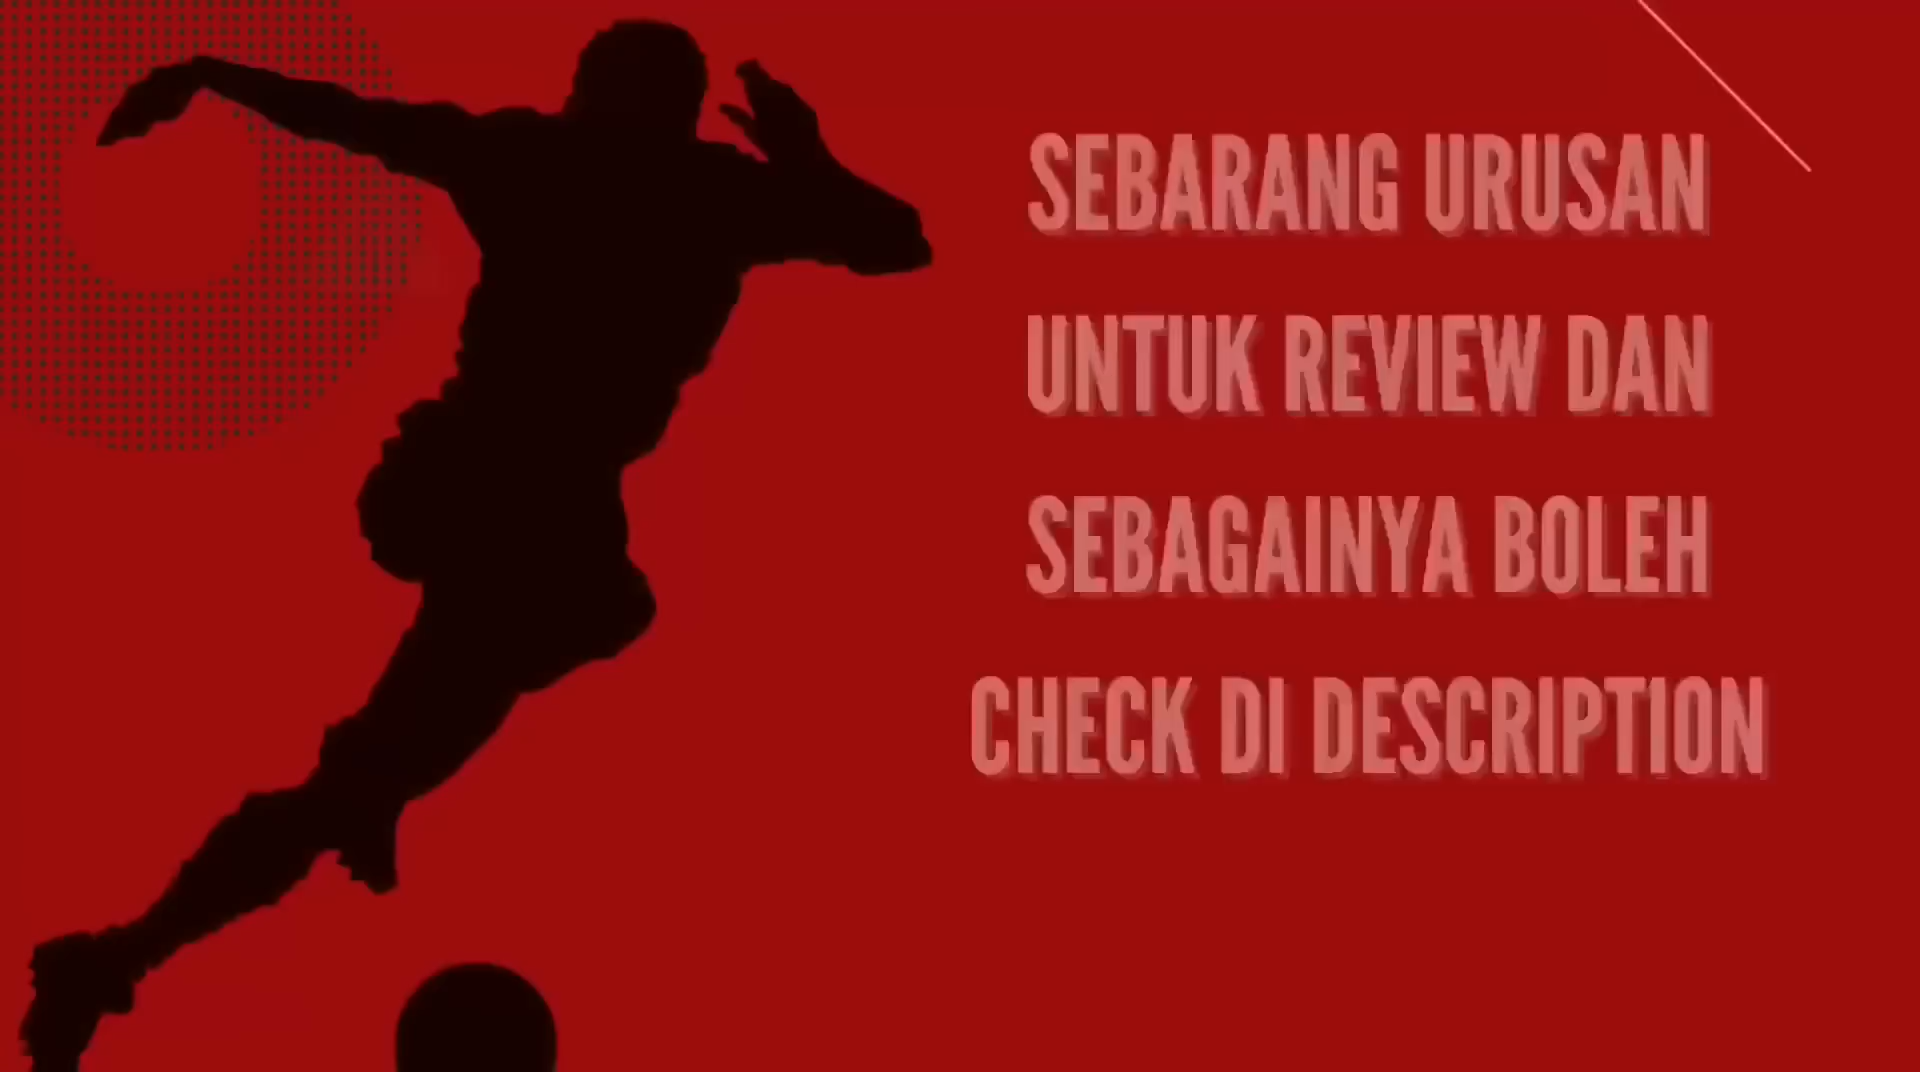 SEBARANG URUSAN
UNTUK REVIEW DAN
SEBAGAINYA BOLEH
CHECK DI DESCRIPTION